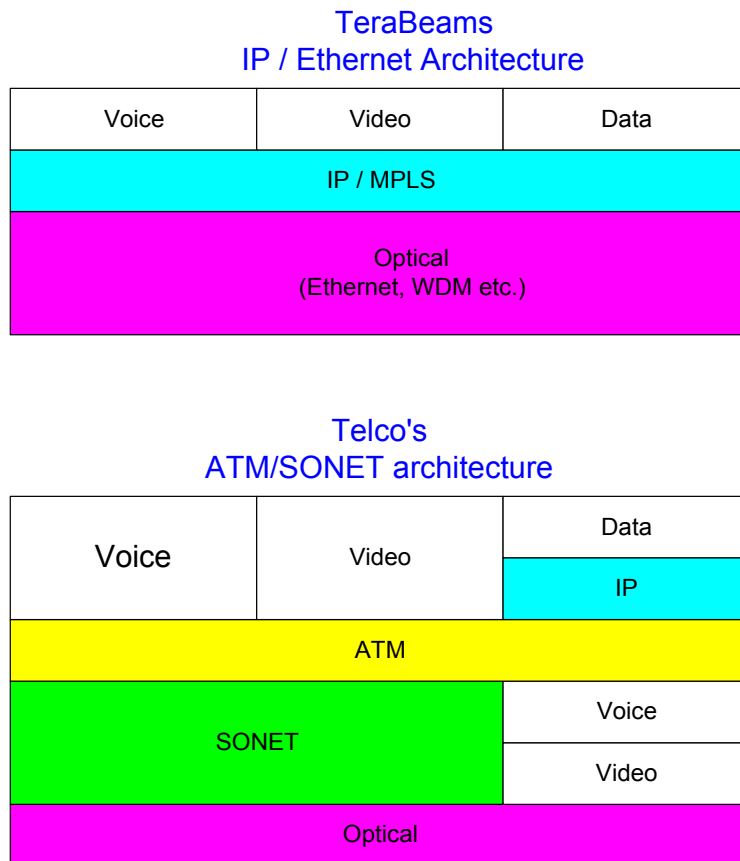 TeraBeams
IP / Ethernet Architecture
Voice
Video
Data
IP / MPLS
Optical
(Ethernet, WDM etc.)
Telco's
ATM/SONET architecture
Voice
Video
Data
IP
ATM
SONET
Voice
Video
Optical